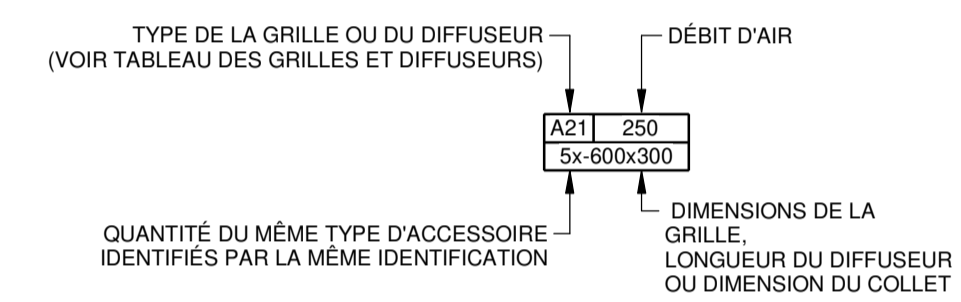 TYPE DE LA GRILLE OU DU DIFFUSEUR
(VOIR TABLEAU DES GRILLES ET DIFFUSEURS)
DÉBIT D'AIR
A21 250
5x-600x300
QUANTITÉ DU MÊME TYPE D'ACCESSOIRE
IDENTIFIÉS PAR LA MÊME IDENTIFICATION
DIMENSIONS DE LA
GRILLE,
LONGUEUR DU DIFFUSEUR
OU DIMENSION DU COLLET